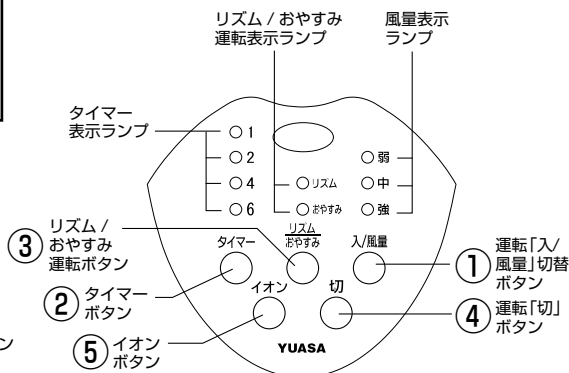 リズム / おやすみ
運転表示ランプ
風量表示
ランプ
タイマー
表示ランプ
1
2
4
6
リズム
おやすみ
弱
中
強
③ リズム /
おやすみ
運転ボタン
タイマー
リズム
おやすみ
入/風量
① 運転「入/
風量」切替
ボタン
② タイマー
ボタン
イオン
切
④ 運転「切」
ボタン
⑤ イオン
ボタン
YUASA
ン